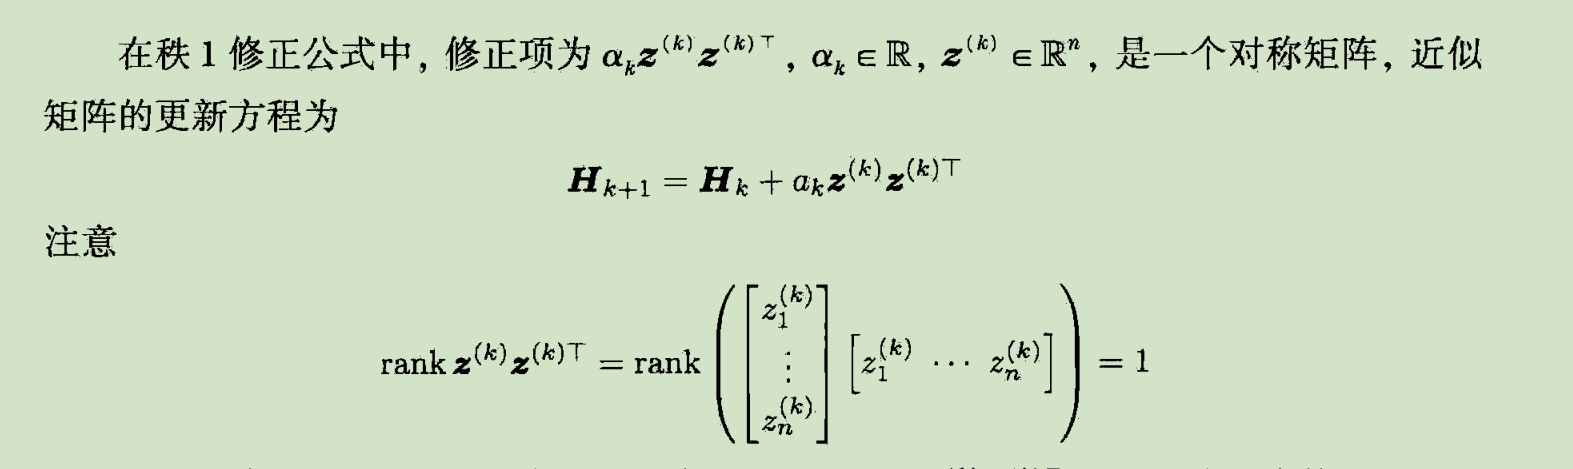 在秩 1 修正公式中, 修正项为 $\alpha_k \boldsymbol{z}^{(k)} \boldsymbol{z}^{(k)\top}$, $\alpha_k \in \mathbb{R}$, $\boldsymbol{z}^{(k)} \in \mathbb{R}^n$, 是一个对称矩阵, 近似
矩阵的更新方程为
$\boldsymbol{H}_{k+1} = \boldsymbol{H}_k + a_k \boldsymbol{z}^{(k)} \boldsymbol{z}^{(k)\top}$
注意
$\operatorname{rank} \boldsymbol{z}^{(k)} \boldsymbol{z}^{(k)\top} = \operatorname{rank} \left( \begin{bmatrix} z_1^{(k)} \\ \vdots \\ z_n^{(k)} \end{bmatrix} \begin{bmatrix} z_1^{(k)} & \cdots & z_n^{(k)} \end{bmatrix} \right) = 1$